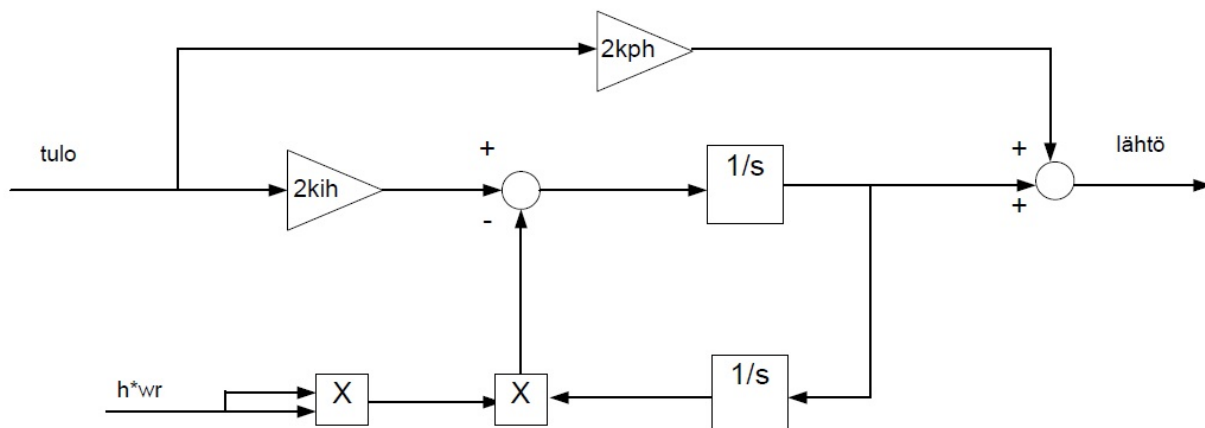 2kph
tulo
lähtö
2kih
+
-
1/s
+
+
h*wr
X
X
1/s